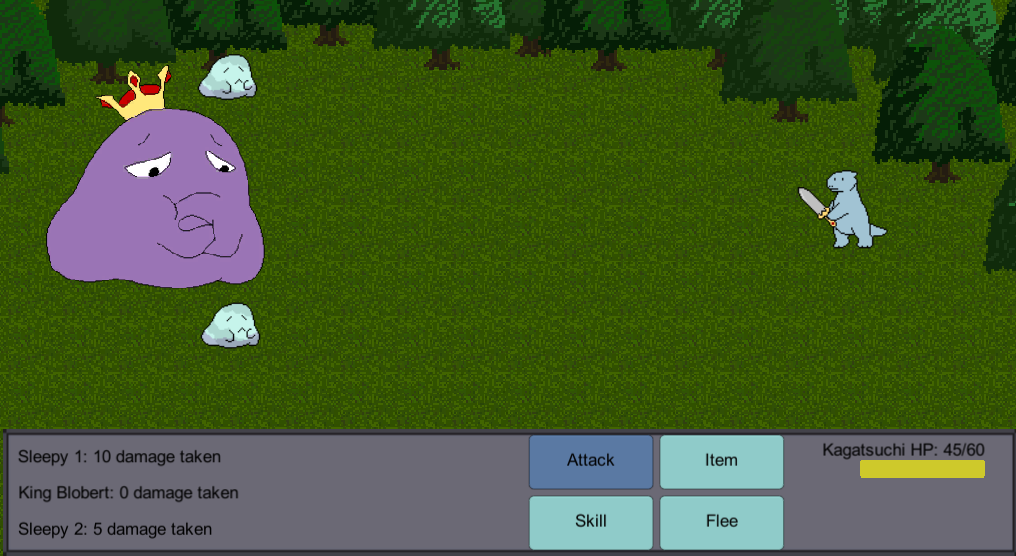 Sleepy 1: 10 damage taken
King Blobert: 0 damage taken
Sleepy 2: 5 damage taken
Attack
Item
Skill
Flee
Kagatsuchi HP: 45/60